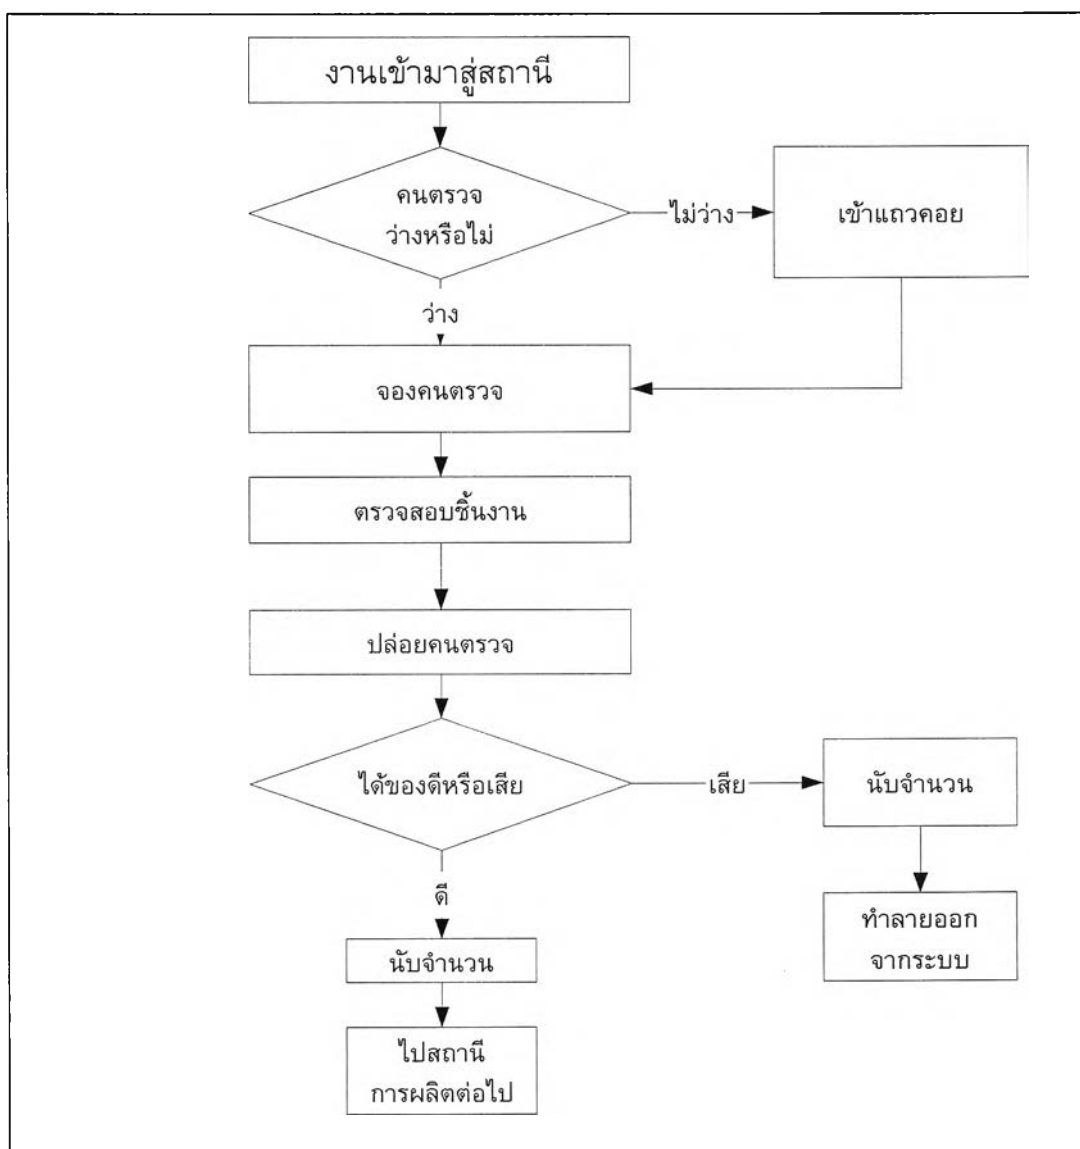 งานเข้ามาสู่สถานี
คนตรวจ
ว่างหรือไม่
ไม่ว่าง
เข้าแถวคอย
ว่าง
จองคนตรวจ
ตรวจสอบชิ้นงาน
ปล่อยคนตรวจ
ได้ของดีหรือเสีย
เสีย
นับจำนวน
ทำลายออก
จากระบบ
ดี
นับจำนวน
ไปสถานี
การผลิตต่อไป